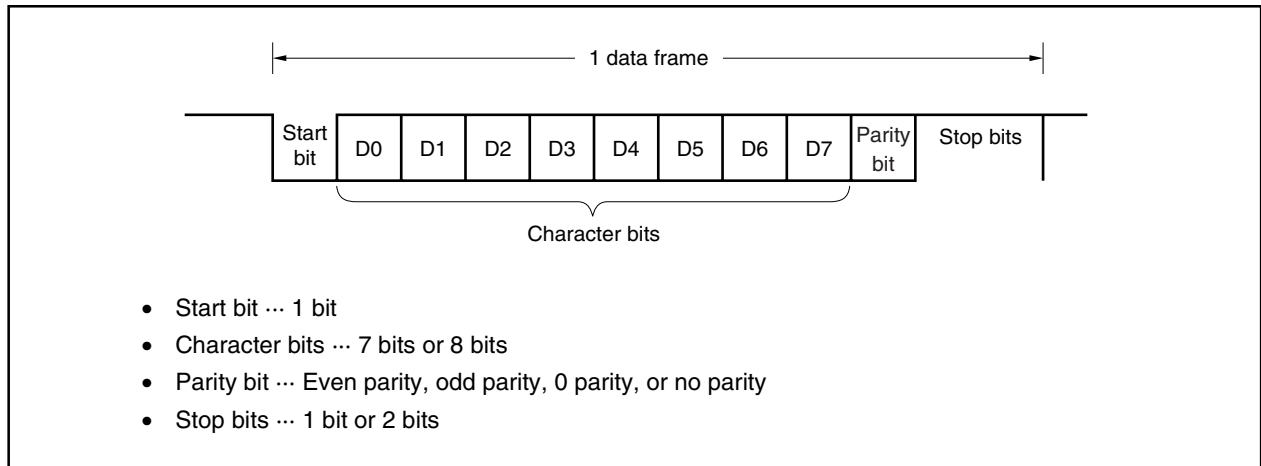 1 data frame
Start bit D0 D1 D2 D3 D4 D5 D6 D7 Parity bit Stop bits
Character bits
• Start bit ··· 1 bit
• Character bits ··· 7 bits or 8 bits
• Parity bit ··· Even parity, odd parity, 0 parity, or no parity
• Stop bits ··· 1 bit or 2 bits